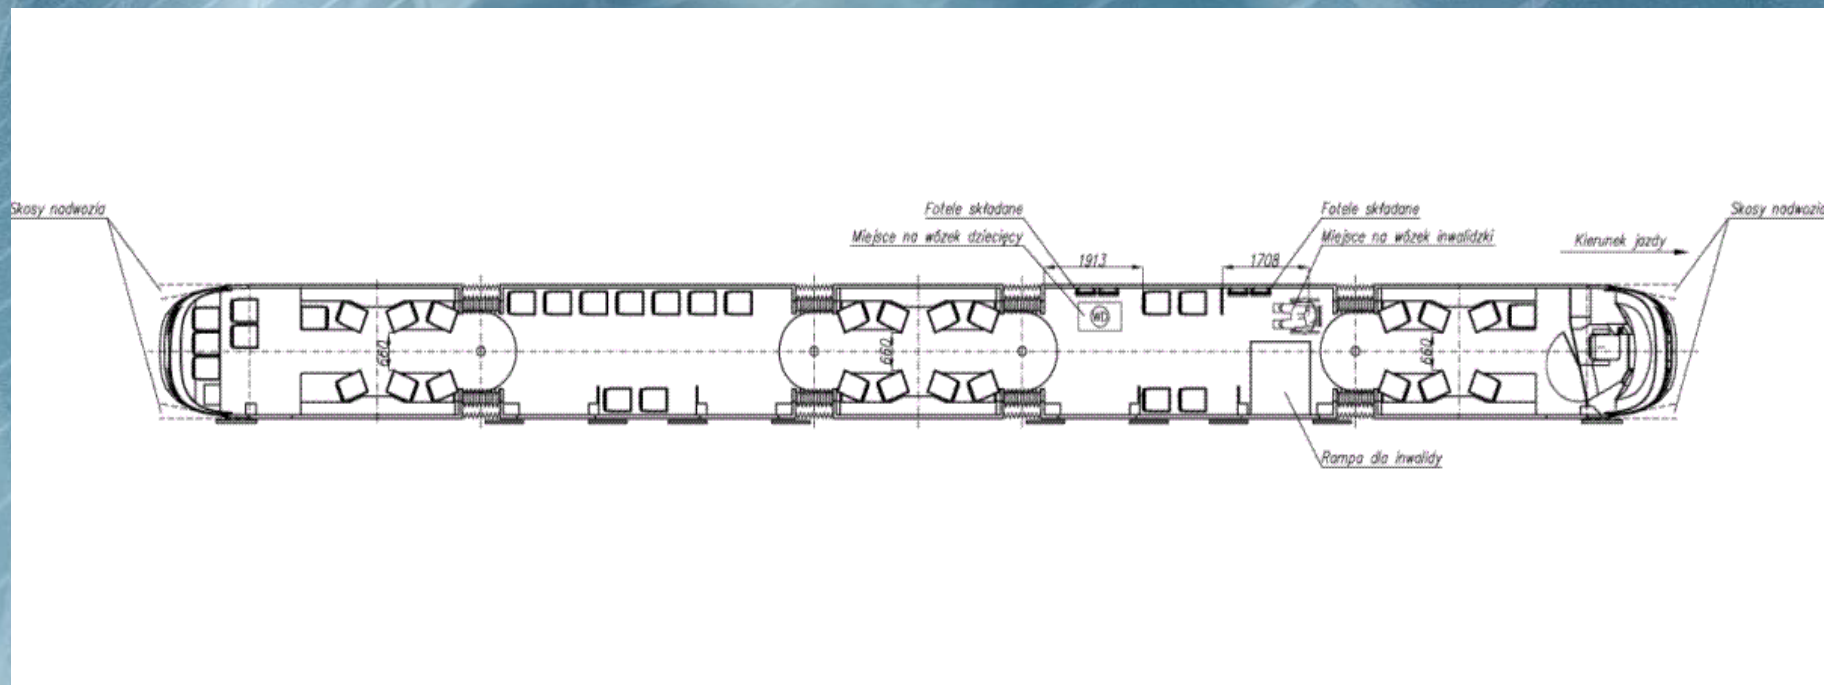 Skosy nadwozia
Fotele składane
Miejsce na wózek dziecięcy
Fotele składane
Miejsce na wózek inwalidzki
Skosy nadwozia
Kierunek jazdy
1913
1708
WD
660
660
660
Rampa dla inwalidy